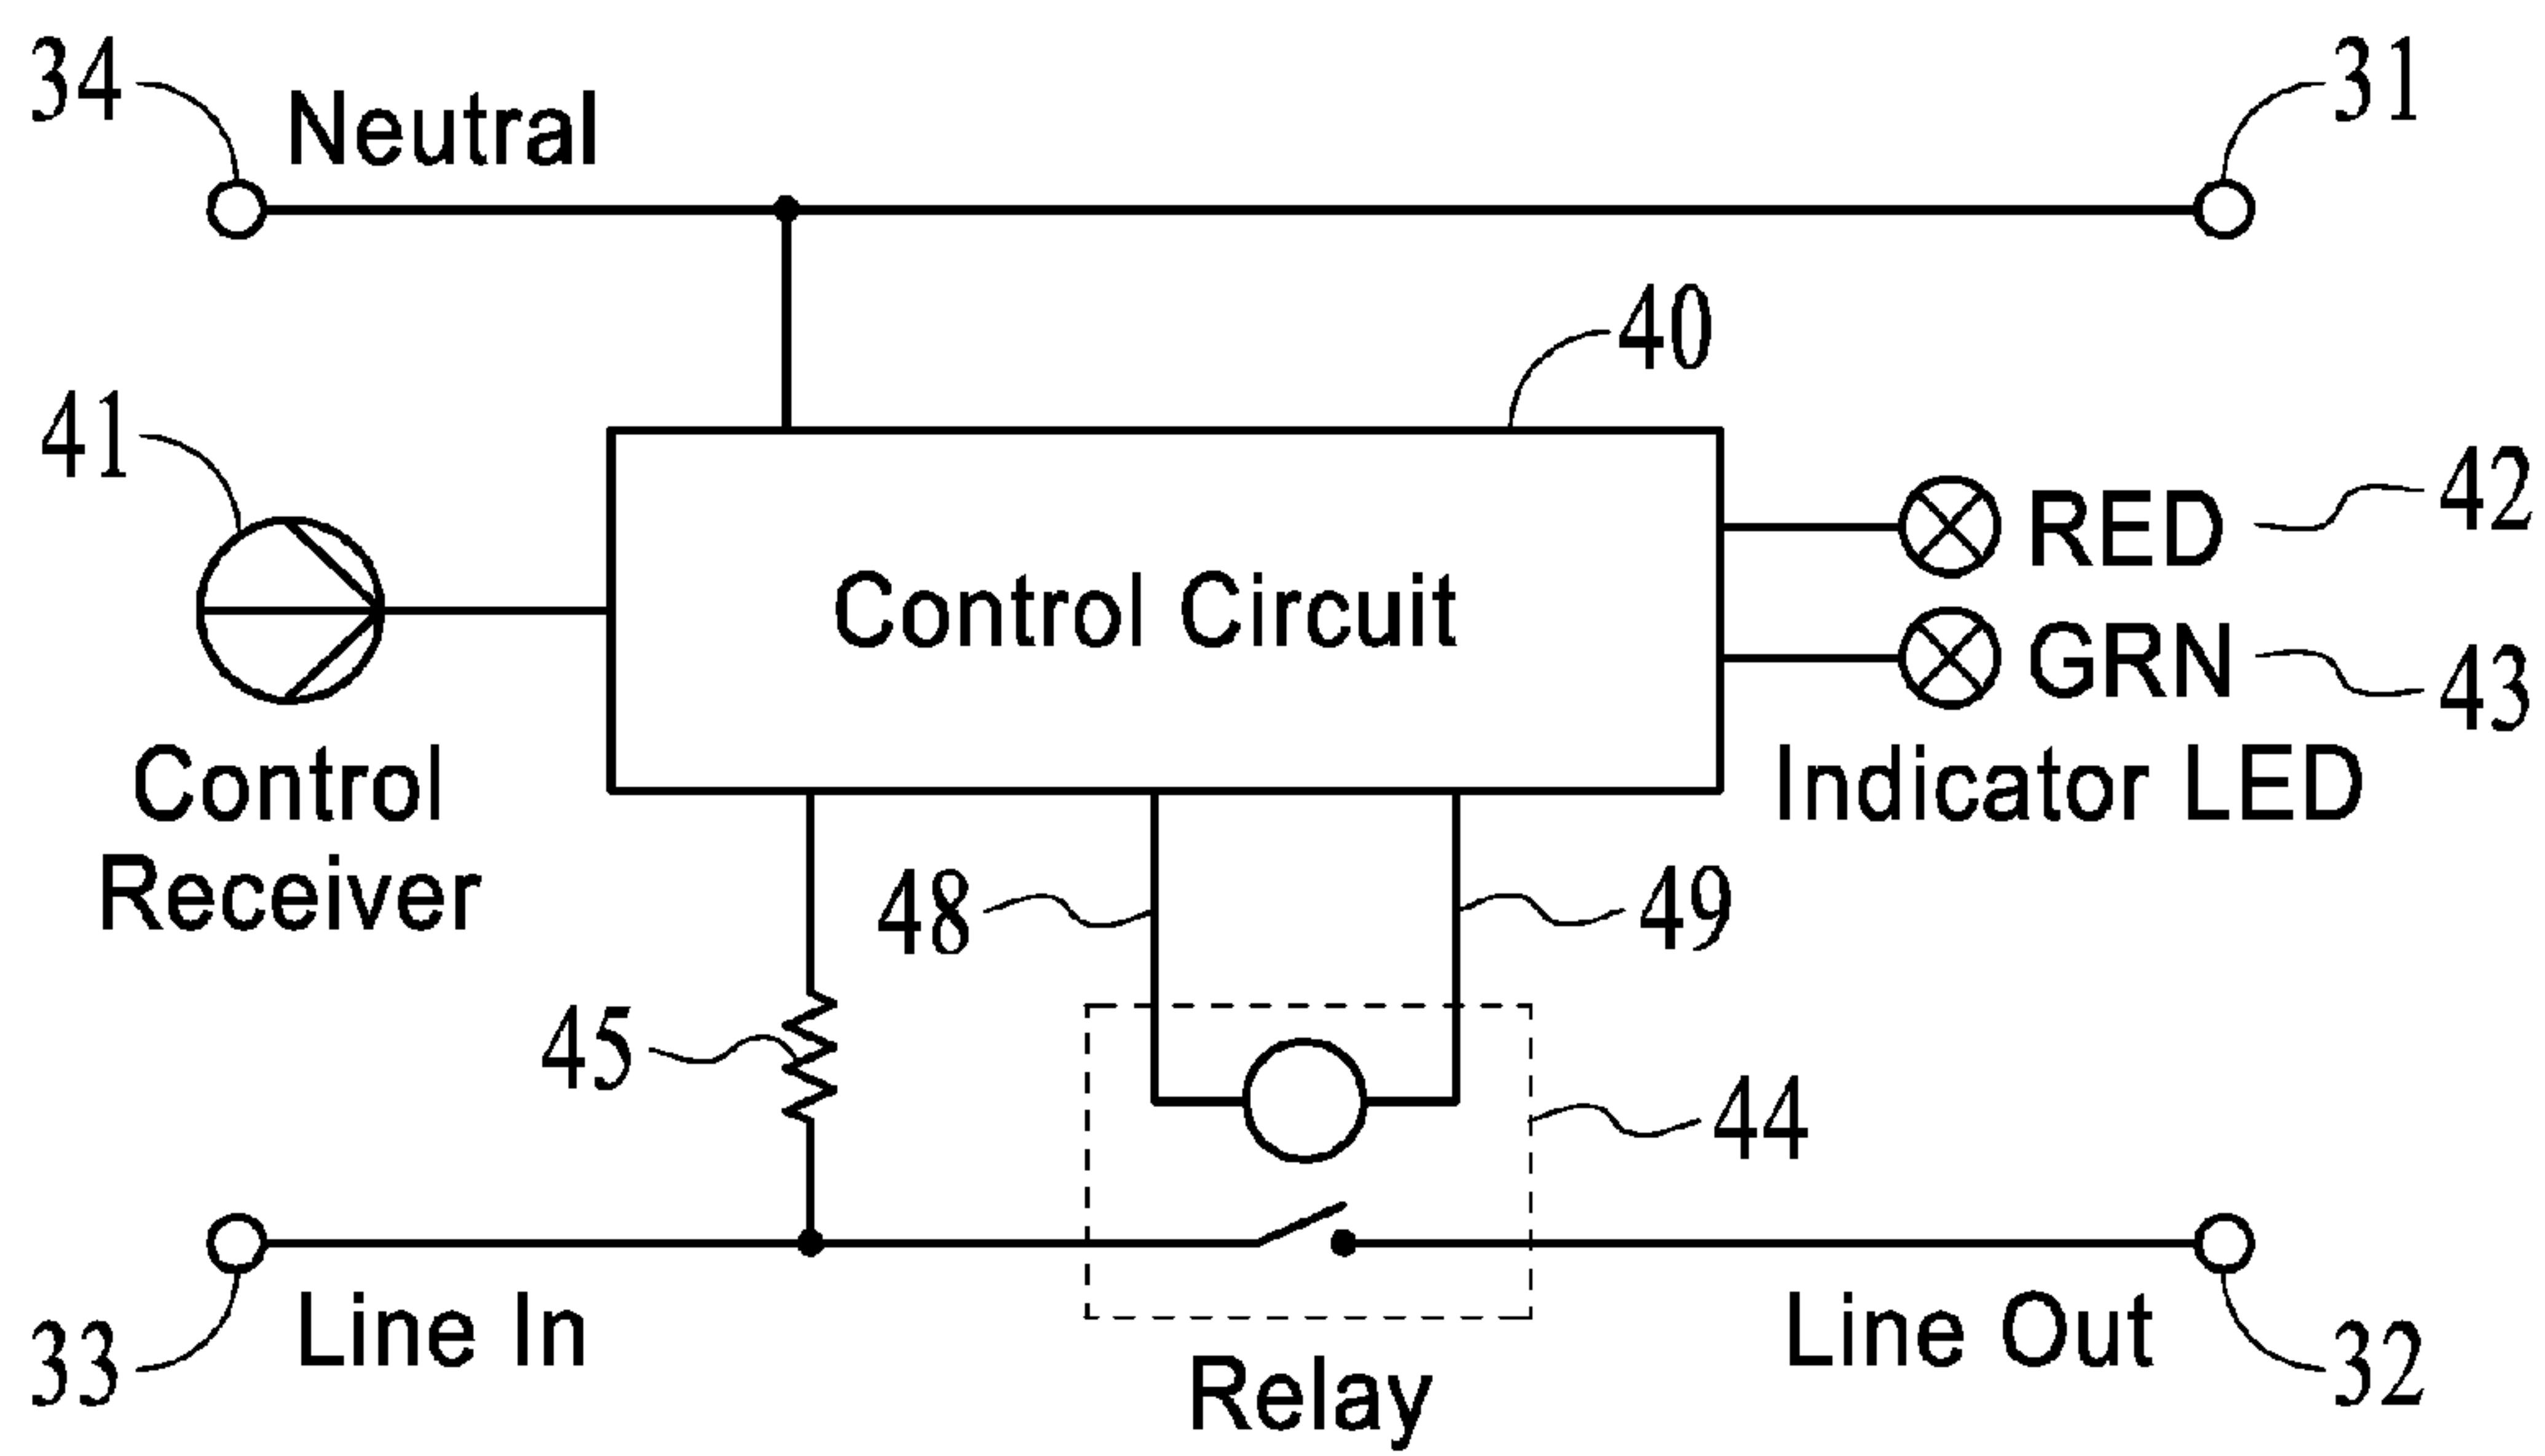 34
Neutral
31
40
41
RED
42
Control Circuit
GRN
43
Control
Receiver
Indicator LED
48
49
45
44
33
Line In
Relay
Line Out
32